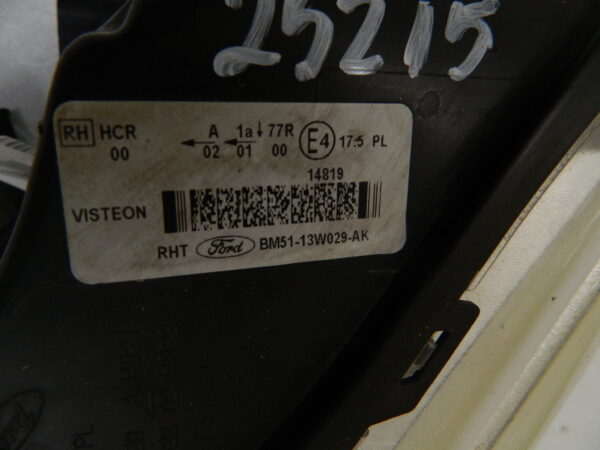 25215
RH HCR A 1a↓ 77R E4 17.5 PL
00 02 01 00
14819
VISTEON
RHT Ford BM51-13W029-AK